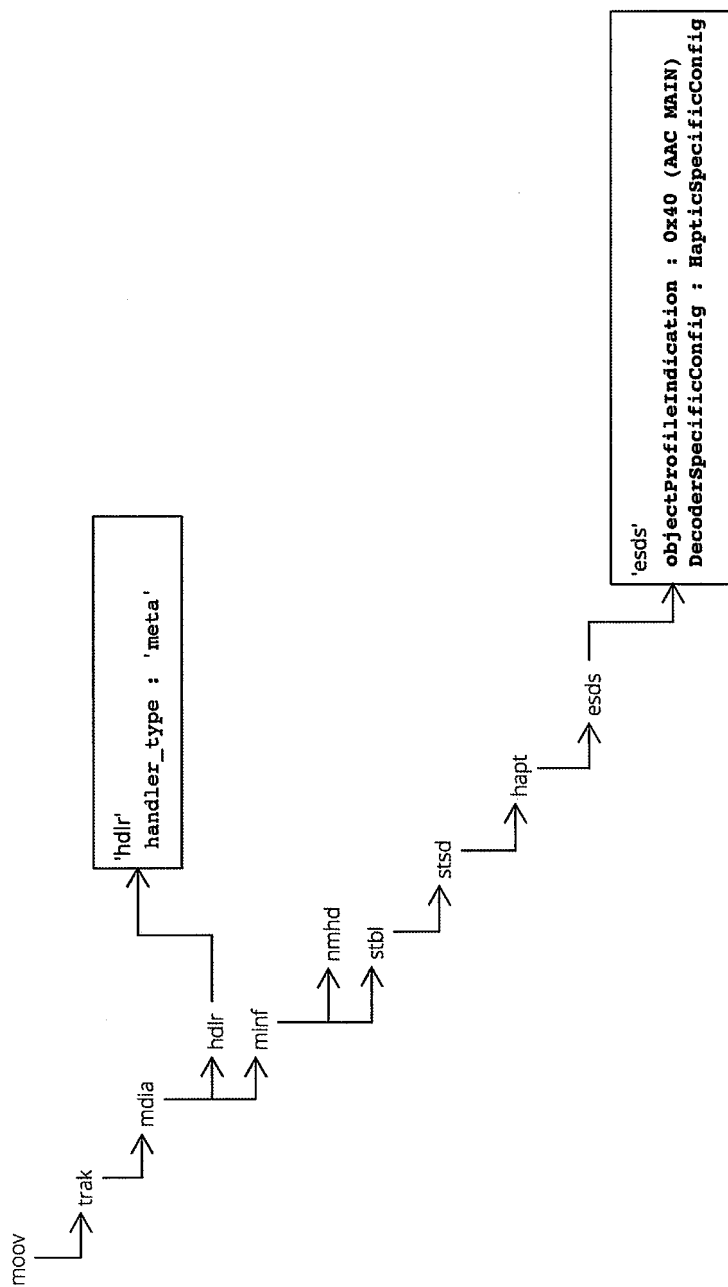 moov
trak
mdia
hdlr
'hdlr'
handler_type : 'meta'
minf
nmhd
stbl
stsd
hapt
esds
'esds'
objectProfileIndication : 0x40 (AAC MAIN)
DecoderSpecificConfig : HapticSpecificConfig